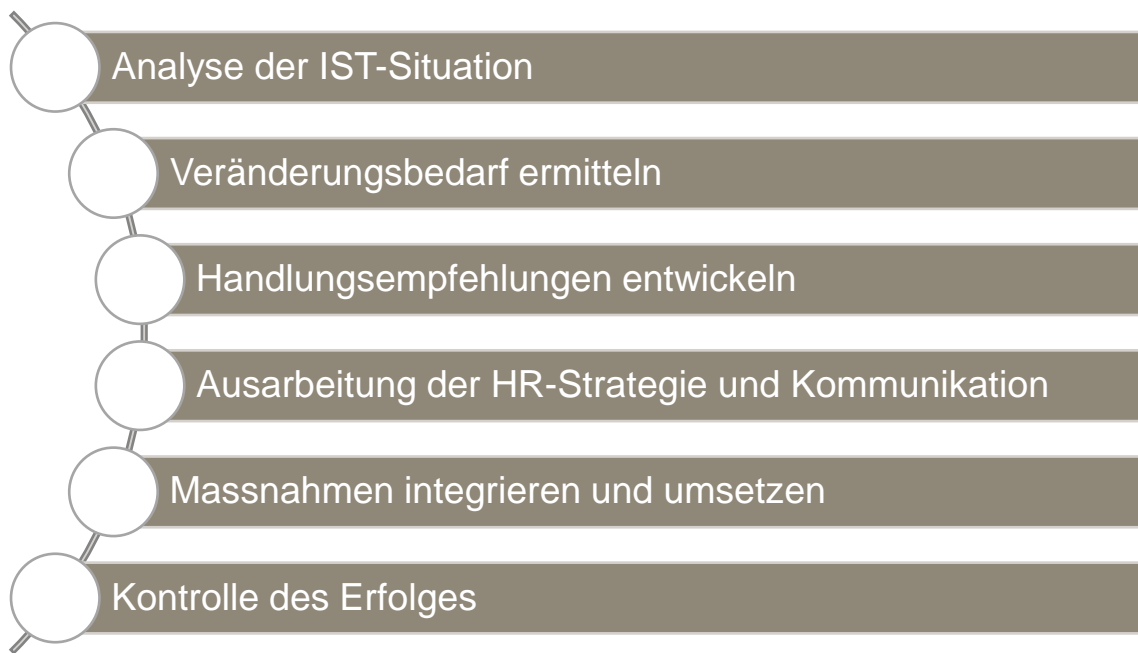 Analyse der IST-Situation
Veränderungsbedarf ermitteln
Handlungsempfehlungen entwickeln
Ausarbeitung der HR-Strategie und Kommunikation
Massnahmen integrieren und umsetzen
Kontrolle des Erfolges